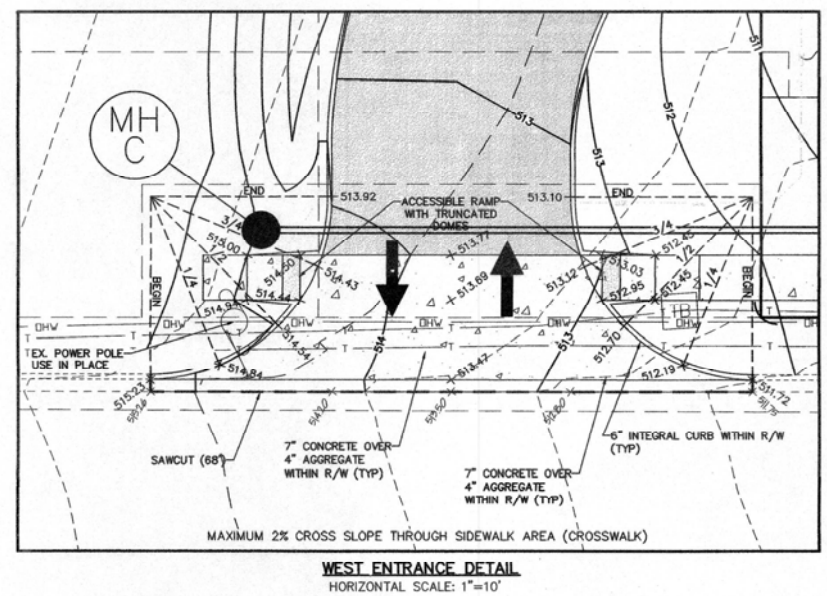 511
MH
C
513
512
513
END
513.92
ACCESSIBLE RAMP
WITH TRUNCATED
DOMES
513.10
END
3/4
515.00
1/2
1/4
BEGIN
514.50
514.43
514.44
514.94
514.54
514.84
513.77
513.69
513.47
513.12
513.03
512.95
512.45
512.45
3/4
1/2
1/4
BEGIN
TB
OHW
OHW
OHW
OHW
OHW
T
T
T
T
T
EX. POWER POLE
USE IN PLACE
514
513
512.70
512.19
515.23
511.72
513.50
SAWCUT (68')
7" CONCRETE OVER
4" AGGREGATE
WITHIN R/W (TYP)
7" CONCRETE OVER
4" AGGREGATE
WITHIN R/W (TYP)
6" INTEGRAL CURB WITHIN R/W
(TYP)
MAXIMUM 2% CROSS SLOPE THROUGH SIDEWALK AREA (CROSSWALK)
WEST ENTRANCE DETAIL
HORIZONTAL SCALE: 1"=10'